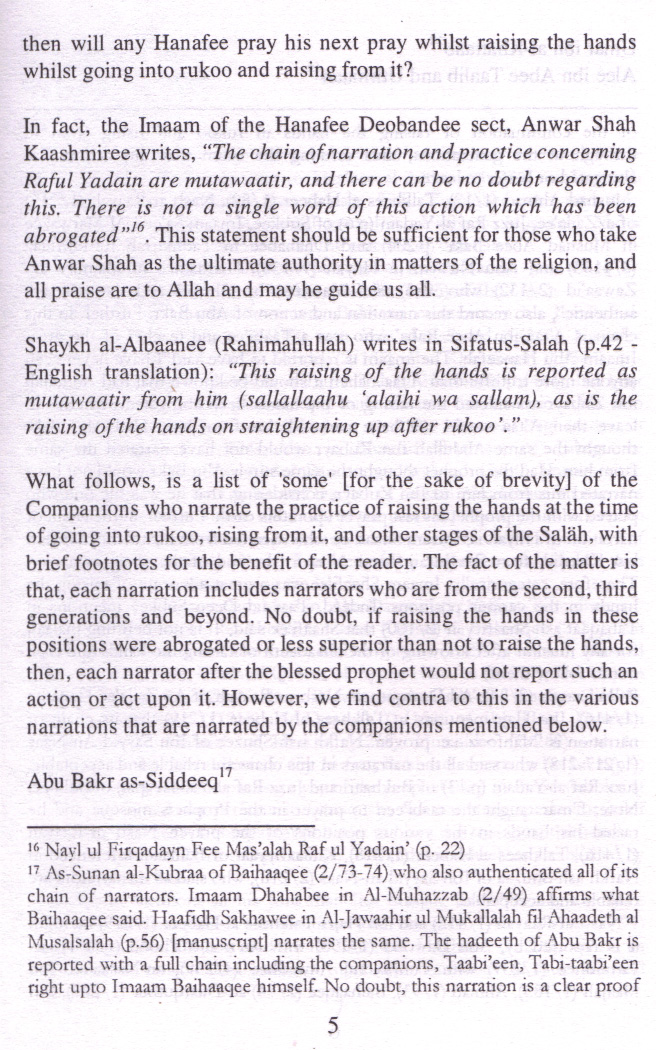 then will any Hanafee pray his next pray whilst raising the hands
whilst going into rukoo and raising from it?
In fact, the Imaam of the Hanafee Deobandee sect, Anwar Shah
Kaashmiree writes, “The chain of narration and practice concerning
Raful Yadain are mutawaatir, and there can be no doubt regarding
this. There is not a single word of this action which has been
abrogated”16. This statement should be sufficient for those who take
Anwar Shah as the ultimate authority in matters of the religion, and
all praise are to Allah and may he guide us all.
Shaykh al-Albaanee (Rahimahullah) writes in Sifatus-Salah (p.42 -
English translation): “This raising of the hands is reported as
mutawaatir from him (sallallaahu ‘alaihi wa sallam), as is the
raising of the hands on straightening up after rukoo’.”
What follows, is a list of 'some' [for the sake of brevity] of the
Companions who narrate the practice of raising the hands at the time
of going into rukoo, rising from it, and other stages of the Saläh, with
brief footnotes for the benefit of the reader. The fact of the matter is
that, each narration includes narrators who are from the second, third
generations and beyond. No doubt, if raising the hands in these
positions were abrogated or less superior than not to raise the hands,
then, each narrator after the blessed prophet would not report such an
action or act upon it. However, we find contra to this in the various
narrations that are narrated by the companions mentioned below.
Abu Bakr as-Siddeeq17
16 Nayl ul Firqadayn Fee Mas’alah Raf ul Yadain’ (p. 22)
17 As-Sunan al-Kubraa of Baihaaqee (2/73-74) who also authenticated all of its
chain of narrators. Imaam Dhahabee in Al-Muhazzab (2/49) affirms what
Baihaaqee said. Haafidh Sakhawee in Al-Jawaahir ul Mukallalah fil Ahaadeth al
Musalsalah (p.56) [manuscript] narrates the same. The hadeeth of Abu Bakr is
reported with a full chain including the companions, Taabi’een, Tabi-taabi’een
right upto Imaam Baihaaqee himself. No doubt, this narration is a clear proof
5